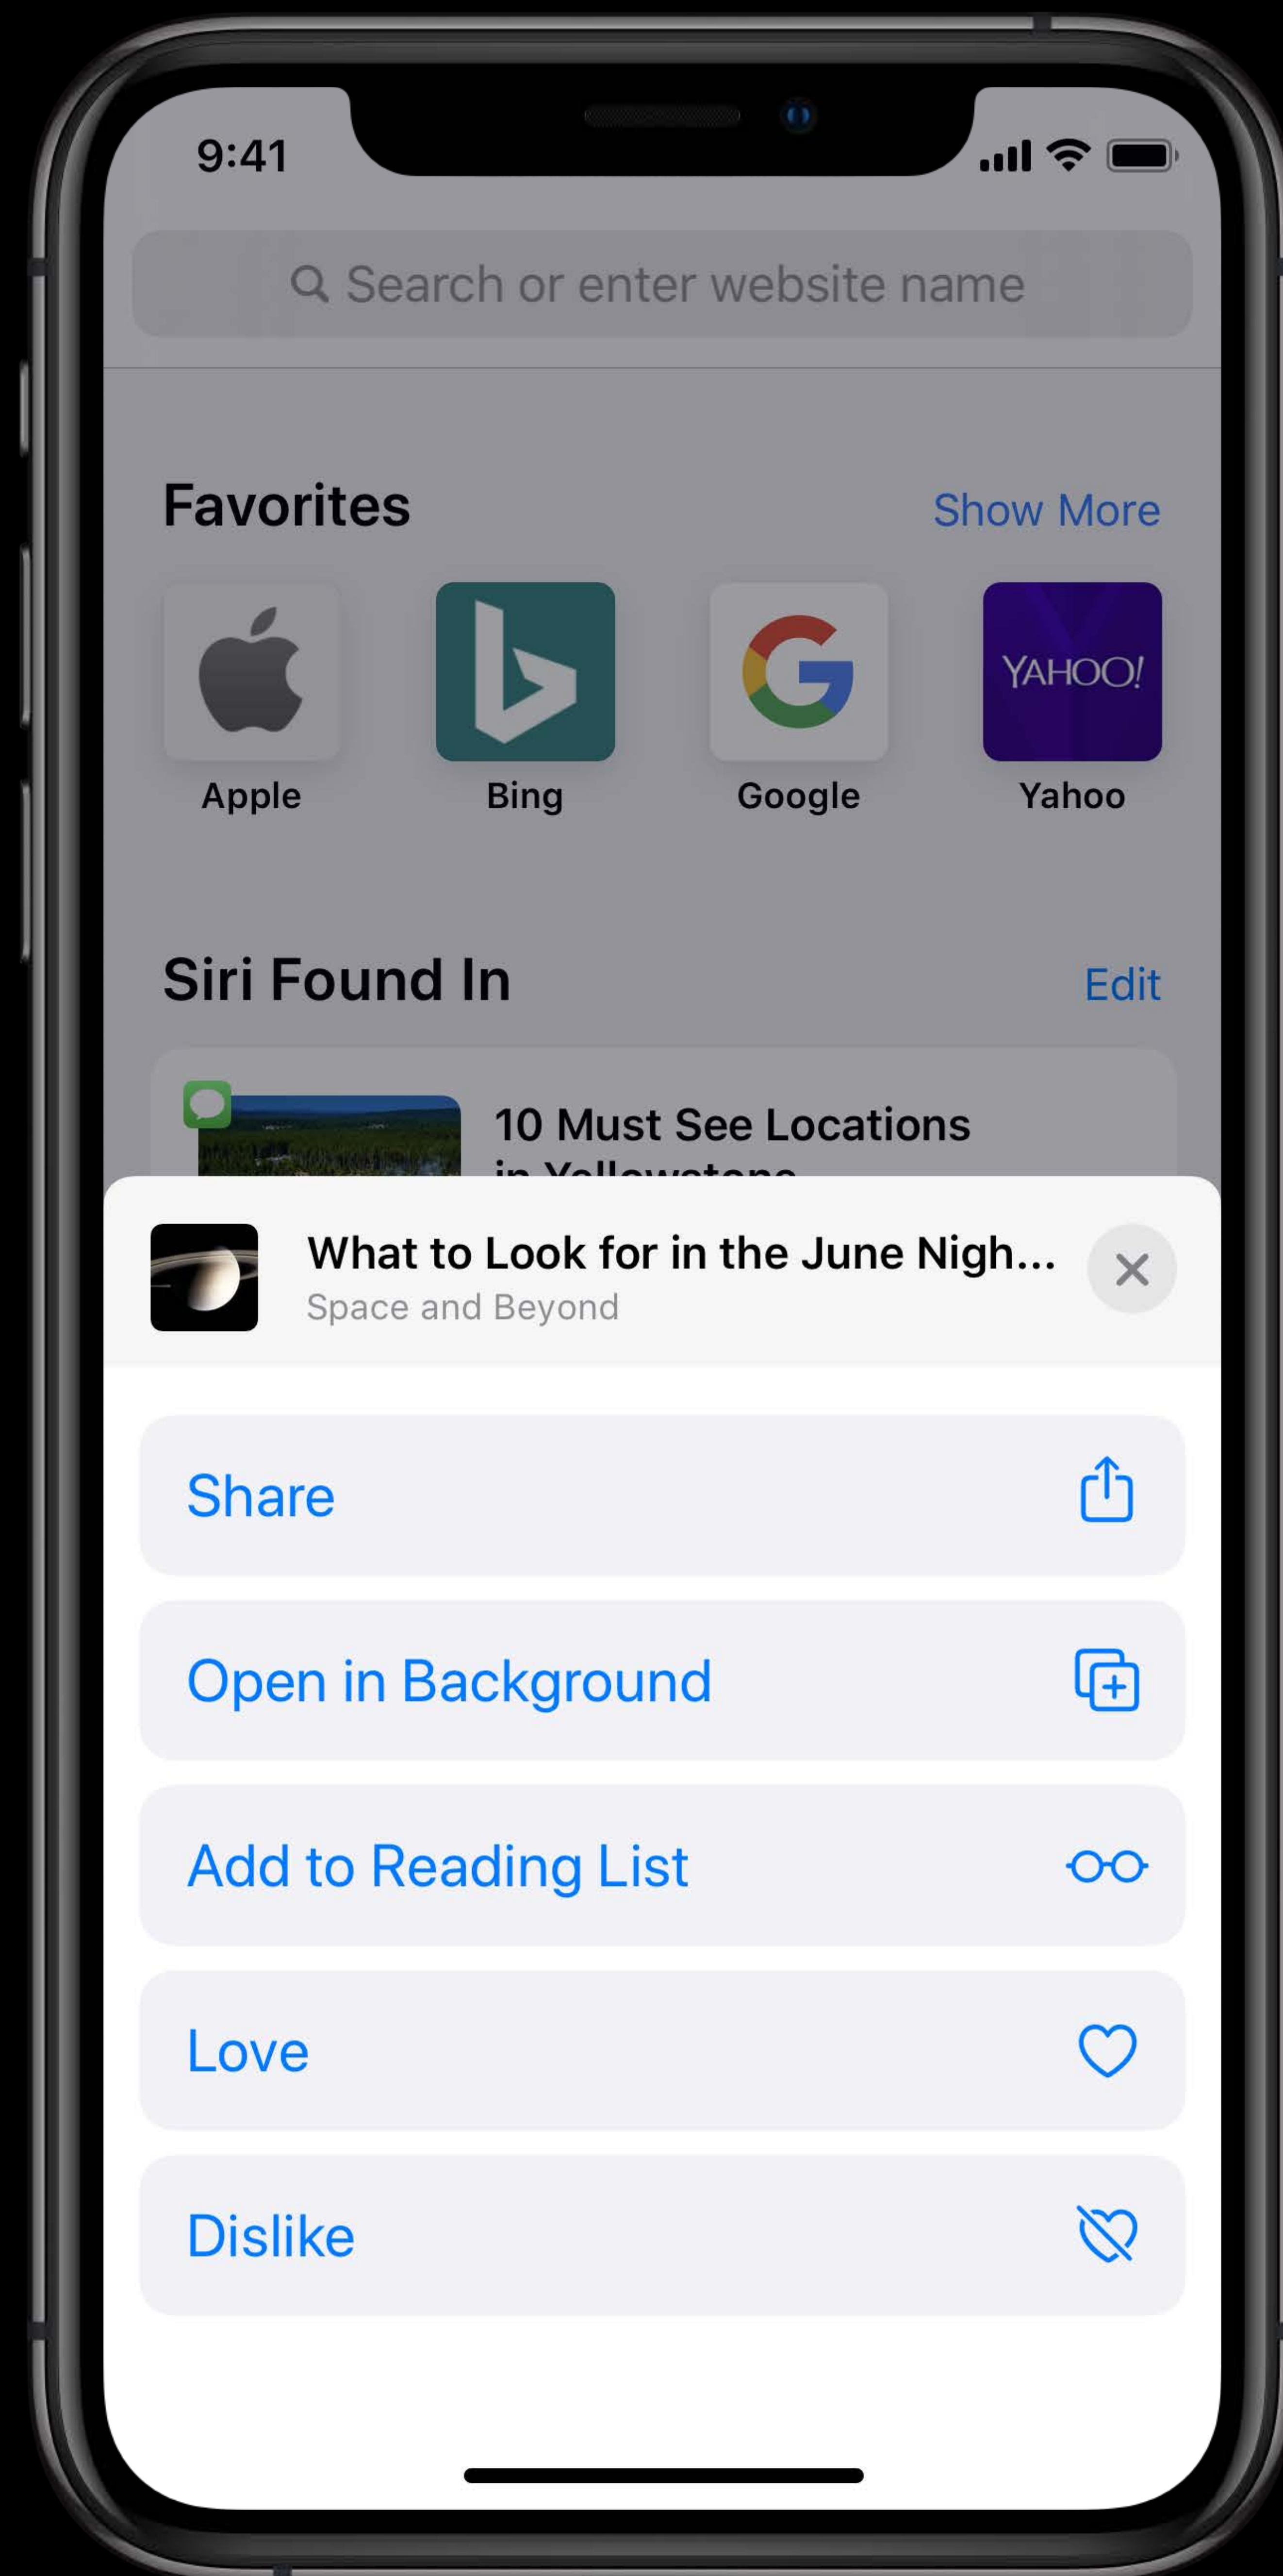 9:41
Search or enter website name
Favorites
Show More
YAHOO!
Apple
Bing
Google
Yahoo
Siri Found In
Edit
10 Must See Locations
in Yellowstone
What to Look for in the June Nigh...
Space and Beyond
Share
Open in Background
Add to Reading List
Love
Dislike